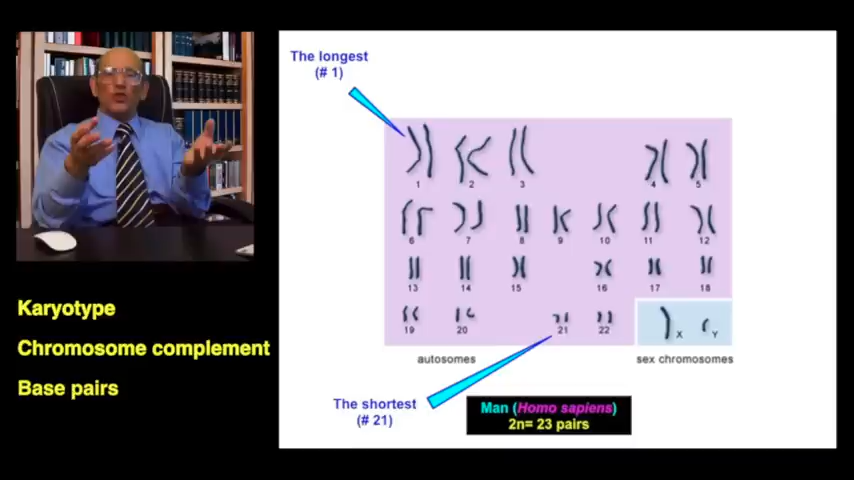 The longest
(# 1)
1 2 3 4 5
6 7 8 9 10 11 12
13 14 15 16 17 18
19 20 21 22 X Y
autosomes sex chromosomes
The shortest
(# 21)
Man (Homo sapiens)
2n= 23 pairs
Karyotype
Chromosome complement
Base pairs